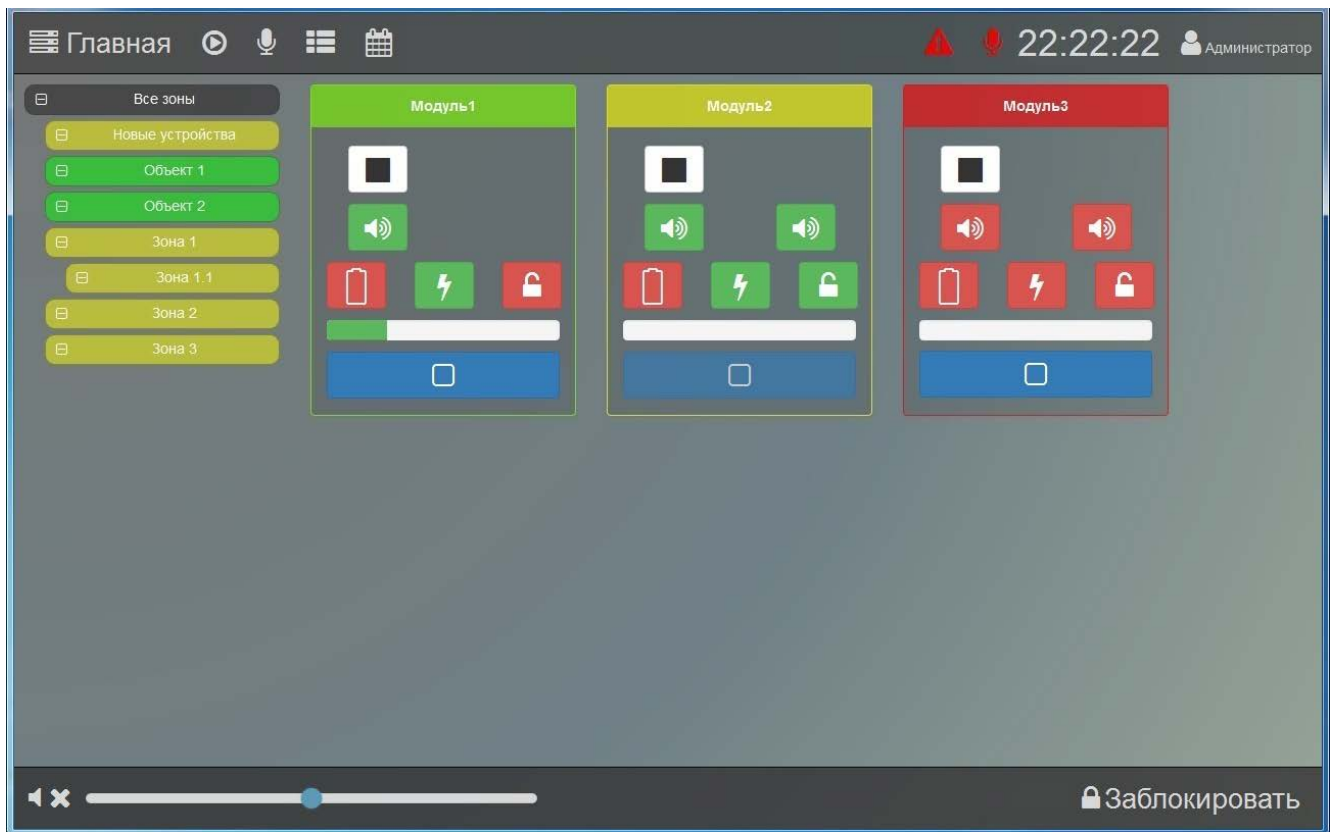 Главная
22:22:22
Администратор
Все зоны
Новые устройства
Объект 1
Объект 2
Зона 1
Зона 1.1
Зона 2
Зона 3
Модуль1
Модуль2
Модуль3
Заблокировать